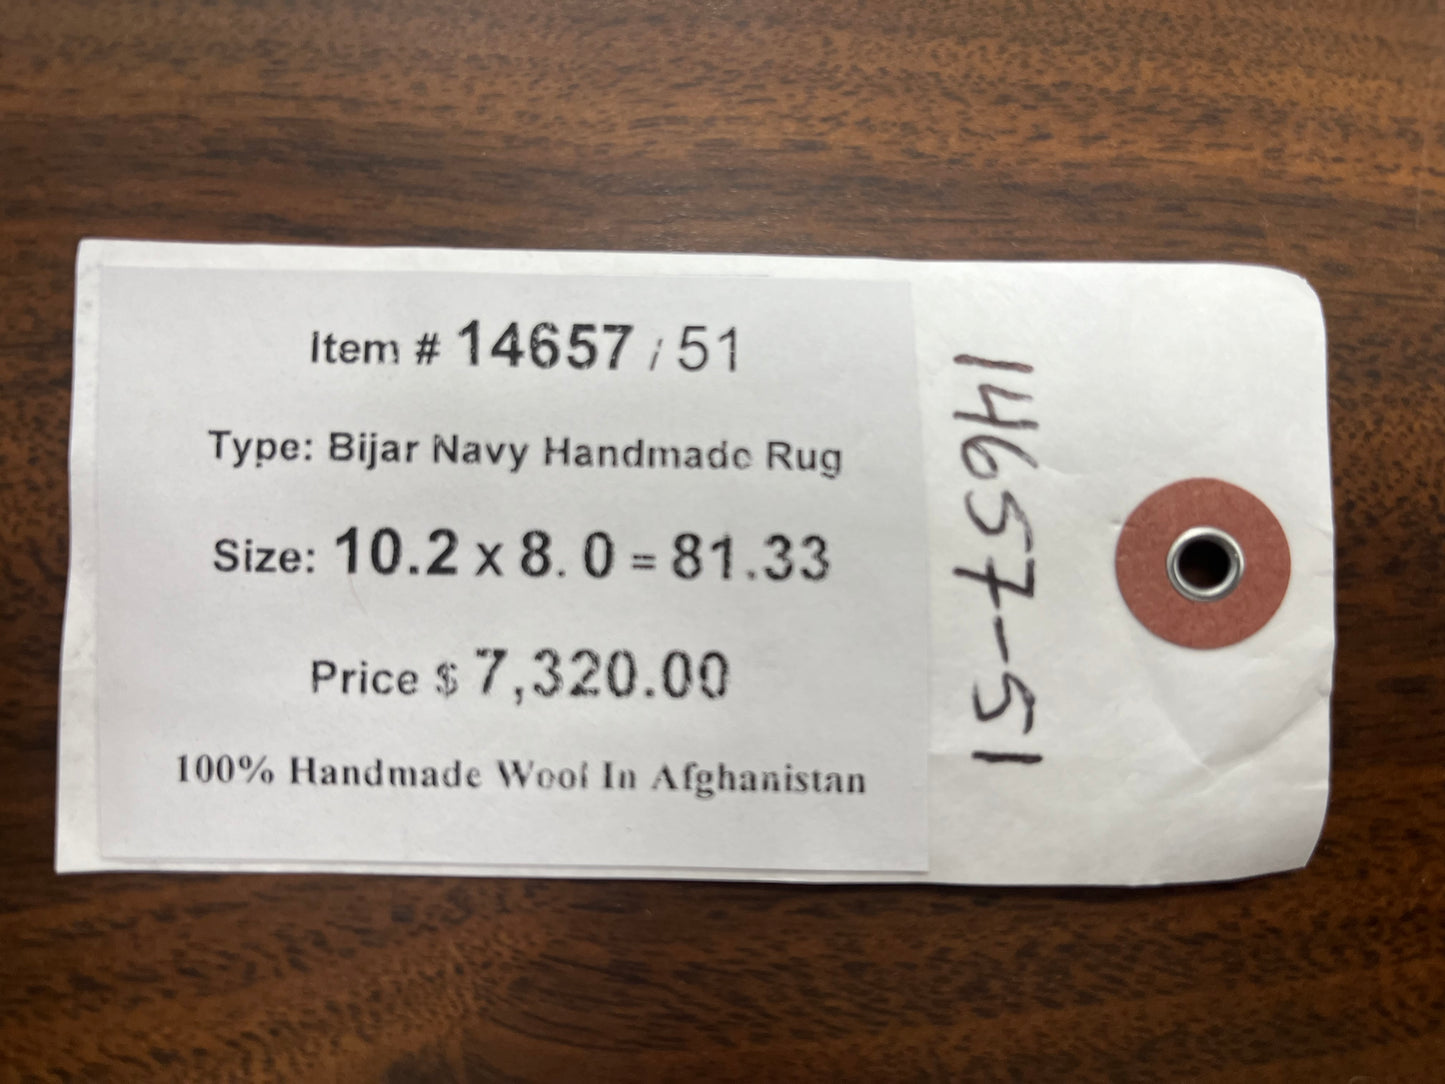 Item # 14657 / 51
Type: Bijar Navy Handmade Rug
Size: 10.2 x 8. 0 = 81.33
Price $ 7,320.00
100% Handmade Wool In Afghanistan
14657-51